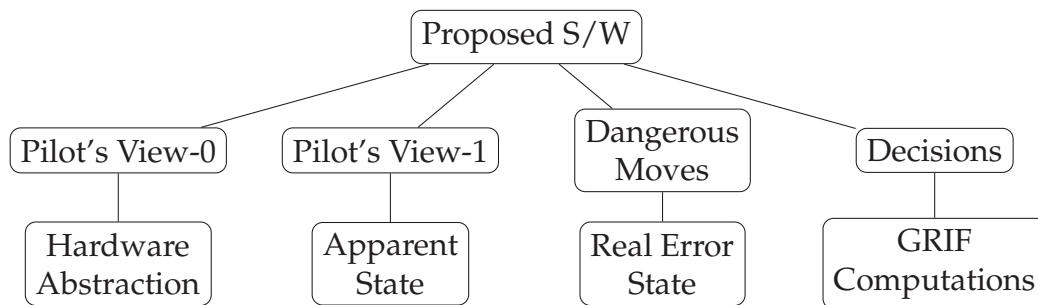 Proposed S/W
Pilot's View-0
Pilot's View-1
Dangerous
Moves
Decisions
Hardware
Abstraction
Apparent
State
Real Error
State
GRIF
Computations